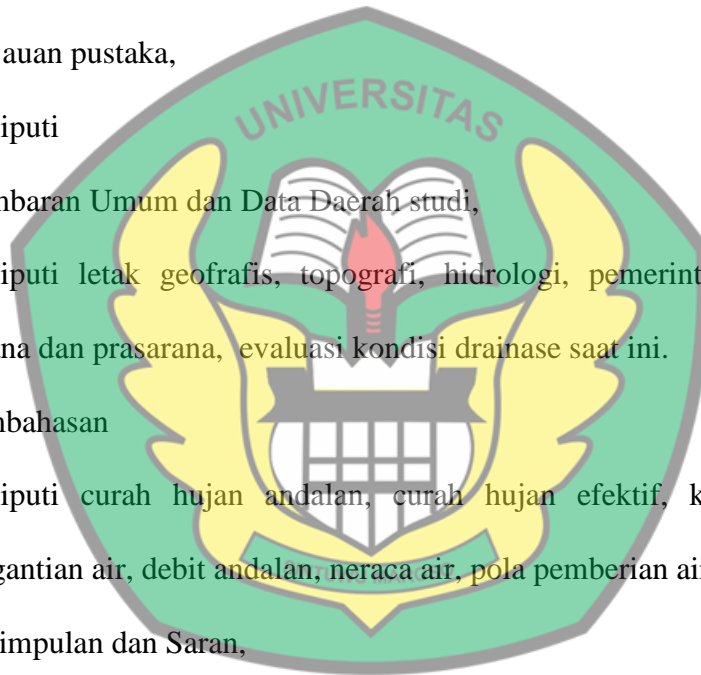 auan pustaka,
UNIVERSITAS
iputi
nbaran Umum dan Data Daerah studi,
iputi letak geofrafis, topografi, hidrologi, pemerint
na dan prasarana, evaluasi kondisi drainase saat ini.
nbahasan
iputi curah hujan andalan, curah hujan efektif, k
gantian air, debit andalan, neraca air, pola pemberian ai
impulan dan Saran,